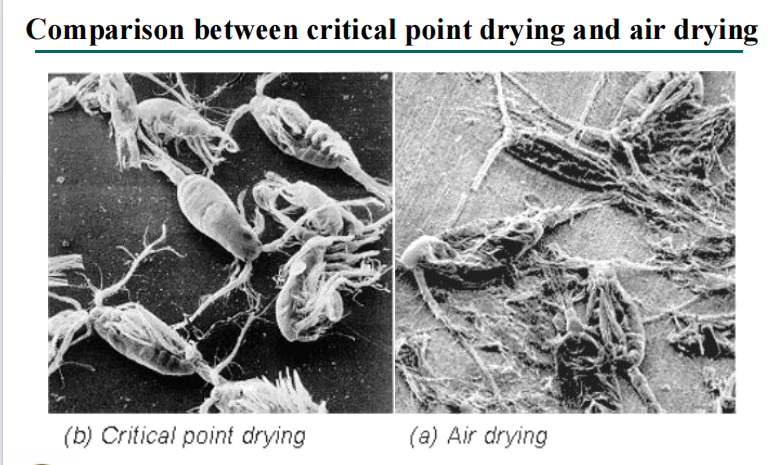 Comparison between critical point drying and air drying
(b) Critical point drying
(a) Air drying